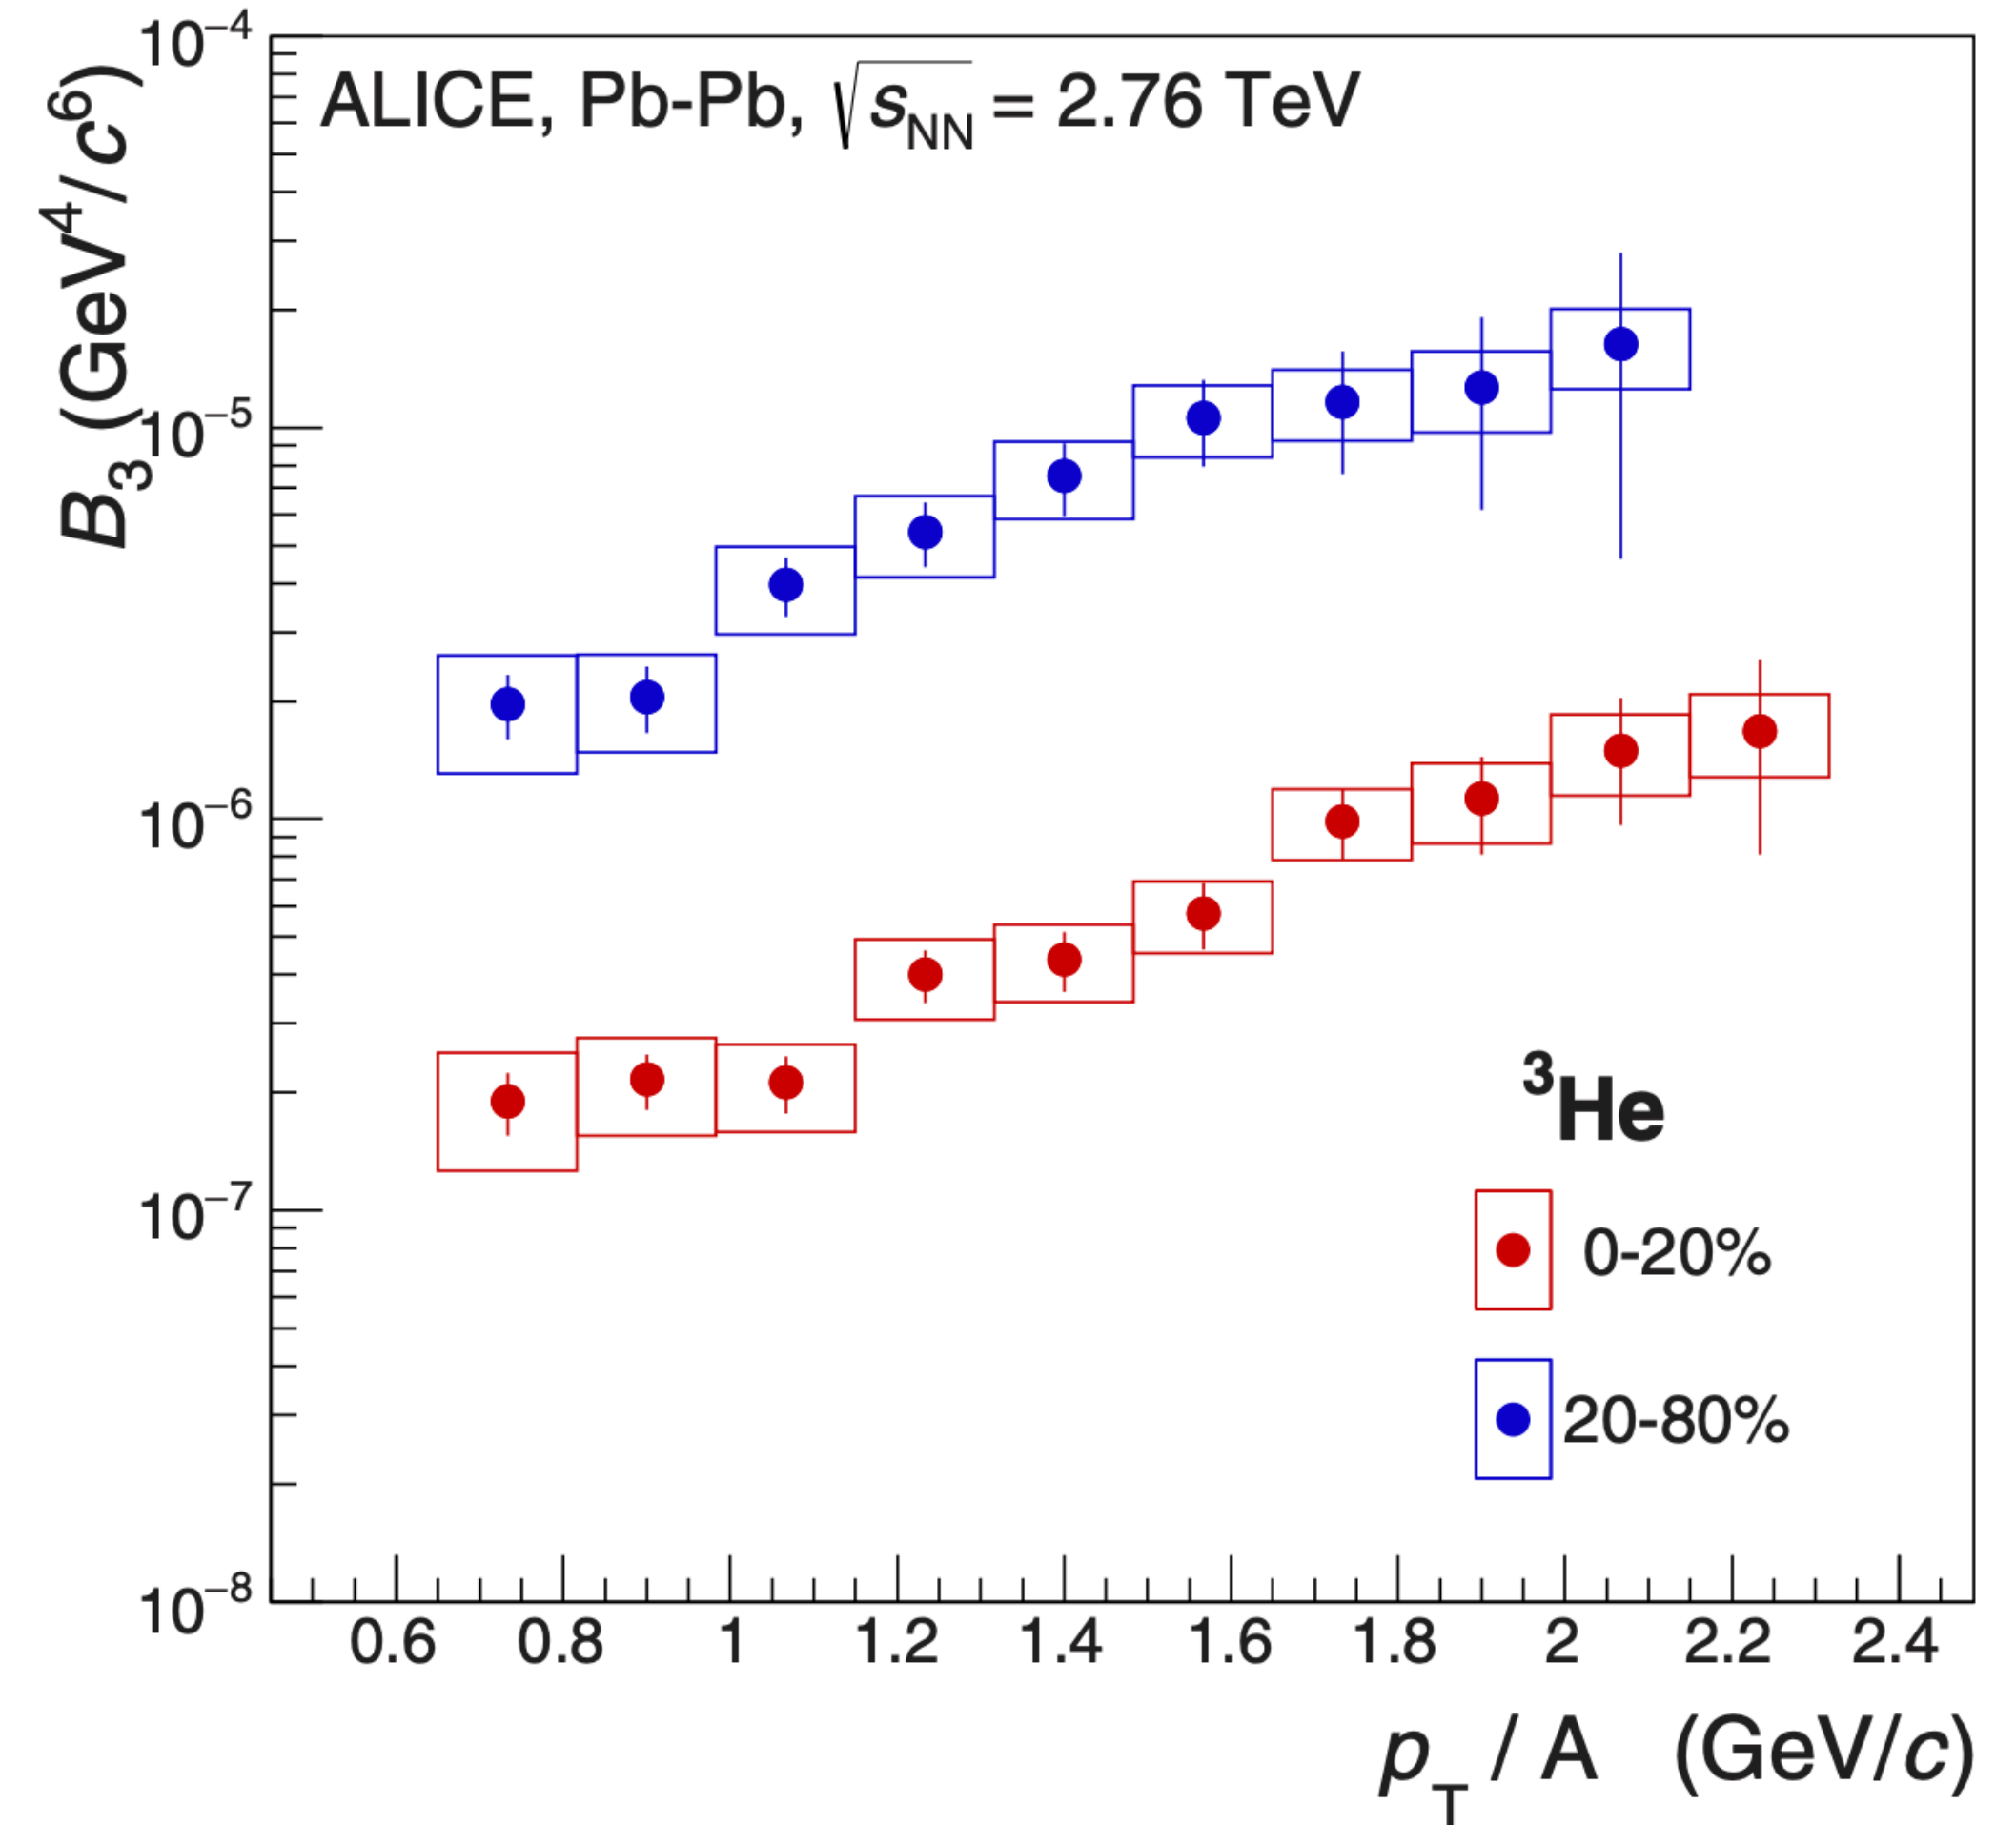 ALICE, Pb-Pb, √sNN = 2.76 TeV
B3 (GeV⁴/c⁶)
10⁻⁴
10⁻⁵
10⁻⁶
10⁻⁷
10⁻⁸
³He
0-20%
20-80%
0.6 0.8 1 1.2 1.4 1.6 1.8 2 2.2 2.4
pT / A (GeV/c)